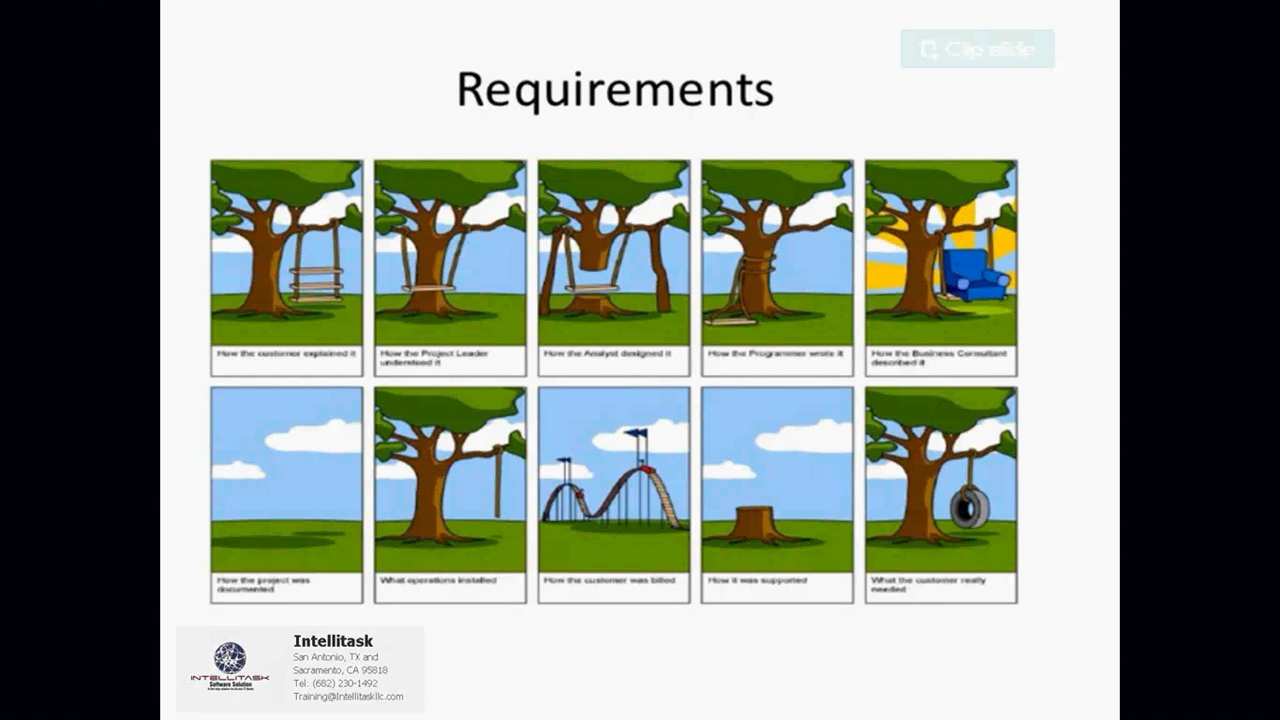 Clip slide
Requirements
How the customer explained it
How the Project Leader
understood it
How the Analyst designed it
How the Programmer wrote it
How the Business Consultant
described it
How the project was
documented
What operations installed
How the customer was billed
How it was supported
What the customer really
needed
INTELLITASK
Software Solution
Intellitask
San Antonio, TX and
Sacramento, CA 95818
Tel: (682) 230-1492
Training@Intellitaskllc.com